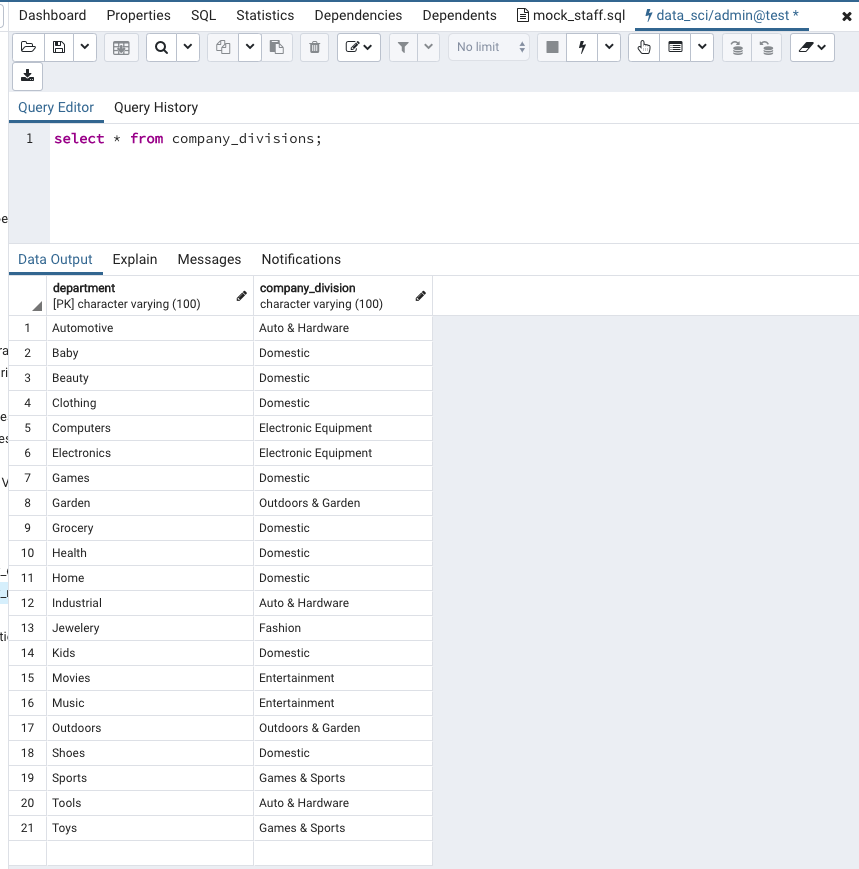 Dashboard Properties SQL Statistics Dependencies Dependents mock_staff.sql data_sci/admin@test *
No limit
Query Editor Query History
1 select * from company_divisions;
Data Output Explain Messages Notifications
department company_division
[PK] character varying (100) character varying (100)
1 Automotive Auto & Hardware
2 Baby Domestic
3 Beauty Domestic
4 Clothing Domestic
5 Computers Electronic Equipment
6 Electronics Electronic Equipment
7 Games Domestic
8 Garden Outdoors & Garden
9 Grocery Domestic
10 Health Domestic
11 Home Domestic
12 Industrial Auto & Hardware
13 Jewelery Fashion
14 Kids Domestic
15 Movies Entertainment
16 Music Entertainment
17 Outdoors Outdoors & Garden
18 Shoes Domestic
19 Sports Games & Sports
20 Tools Auto & Hardware
21 Toys Games & Sports